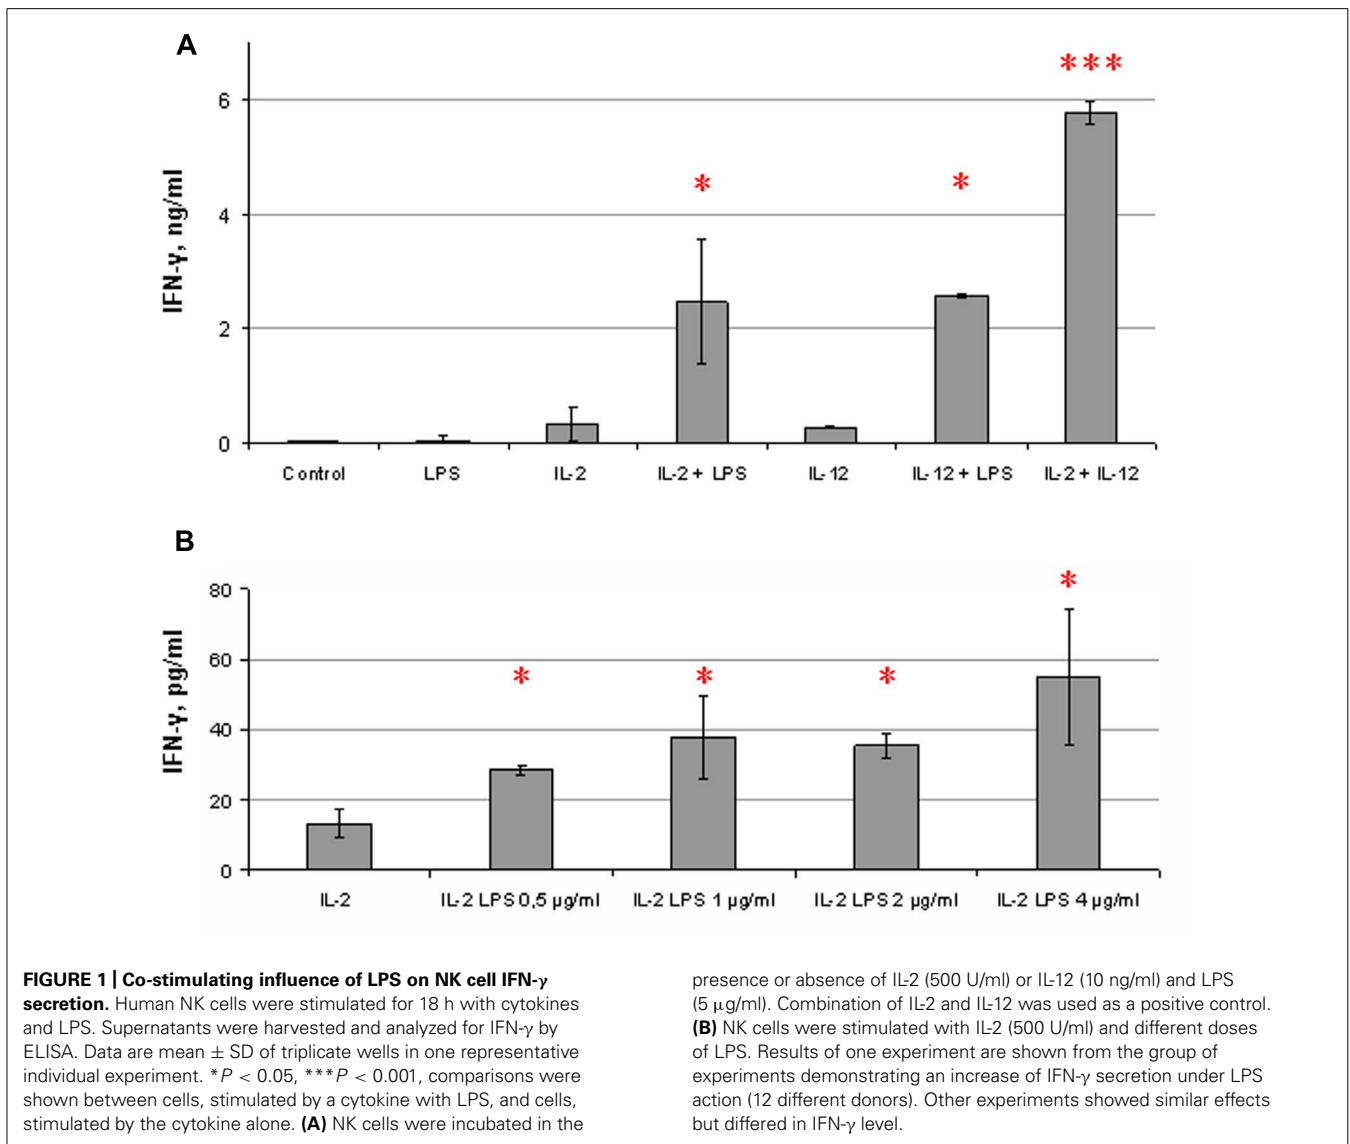 A
***
6
*
*
4
2
0
IFN-γ, ng/ml
Control LPS IL-2 IL-2 + LPS IL-12 IL-12 + LPS IL-2 + IL-12
B
80
*
60
*
*
*
40
20
0
IFN-γ, pg/ml
IL-2 IL-2 LPS 0,5 µg/ml IL-2 LPS 1 µg/ml IL-2 LPS 2 µg/ml IL-2 LPS 4 µg/ml
FIGURE 1 | Co-stimulating influence of LPS on NK cell IFN-γ
secretion. Human NK cells were stimulated for 18 h with cytokines
and LPS. Supernatants were harvested and analyzed for IFN-γ by
ELISA. Data are mean ± SD of triplicate wells in one representative
individual experiment. *P < 0.05, ***P < 0.001, comparisons were
shown between cells, stimulated by a cytokine with LPS, and cells,
stimulated by the cytokine alone. (A) NK cells were incubated in the
presence or absence of IL-2 (500 U/ml) or IL-12 (10 ng/ml) and LPS
(5 µg/ml). Combination of IL-2 and IL-12 was used as a positive control.
(B) NK cells were stimulated with IL-2 (500 U/ml) and different doses
of LPS. Results of one experiment are shown from the group of
experiments demonstrating an increase of IFN-γ secretion under LPS
action (12 different donors). Other experiments showed similar effects
but differed in IFN-γ level.